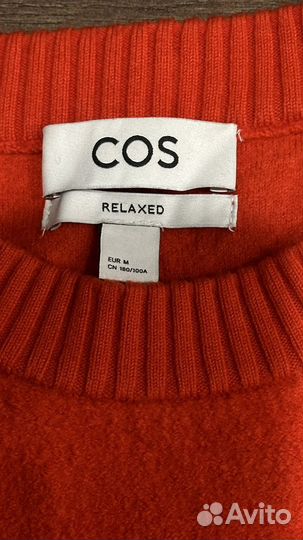 COS
RELAXED
EUR M
CN 180/100A
Avito